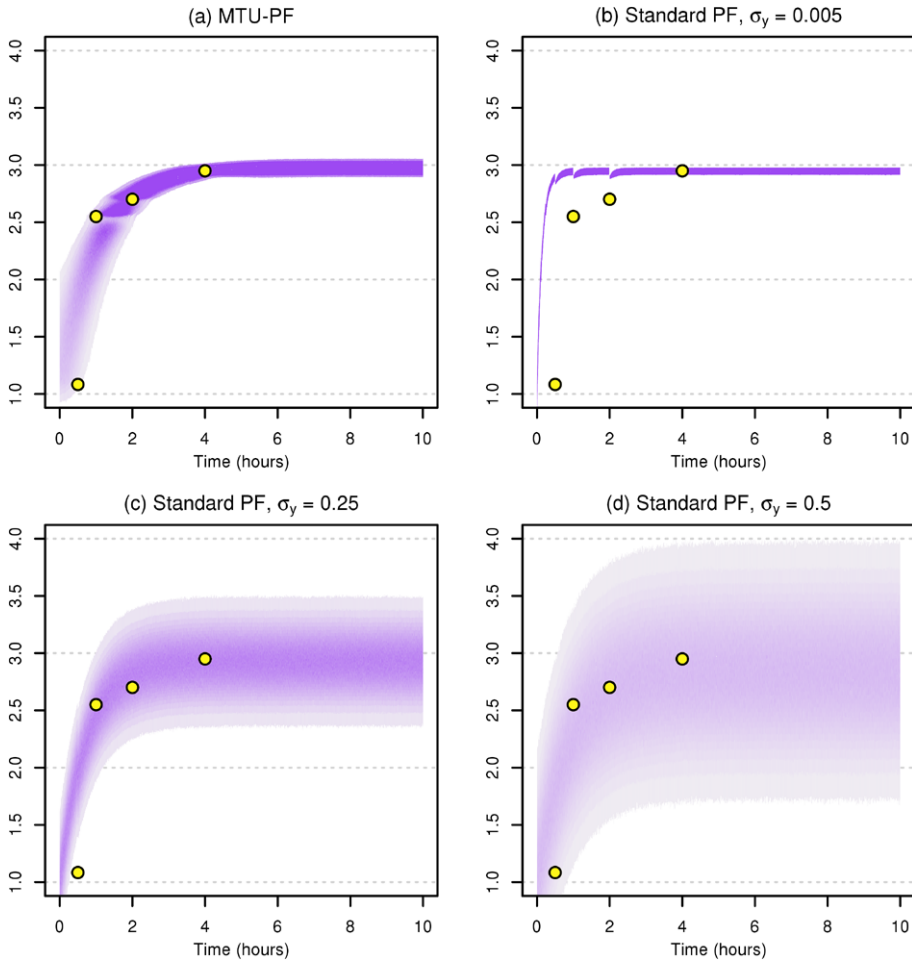 (a) MTU-PF
4.0
3.5
3.0
2.5
2.0
1.5
1.0
0 2 4 6 8 10
Time (hours)
(b) Standard PF, σy = 0.005
4.0
3.5
3.0
2.5
2.0
1.5
1.0
0 2 4 6 8 10
Time (hours)
(c) Standard PF, σy = 0.25
4.0
3.5
3.0
2.5
2.0
1.5
1.0
0 2 4 6 8 10
Time (hours)
(d) Standard PF, σy = 0.5
4.0
3.5
3.0
2.5
2.0
1.5
1.0
0 2 4 6 8 10
Time (hours)